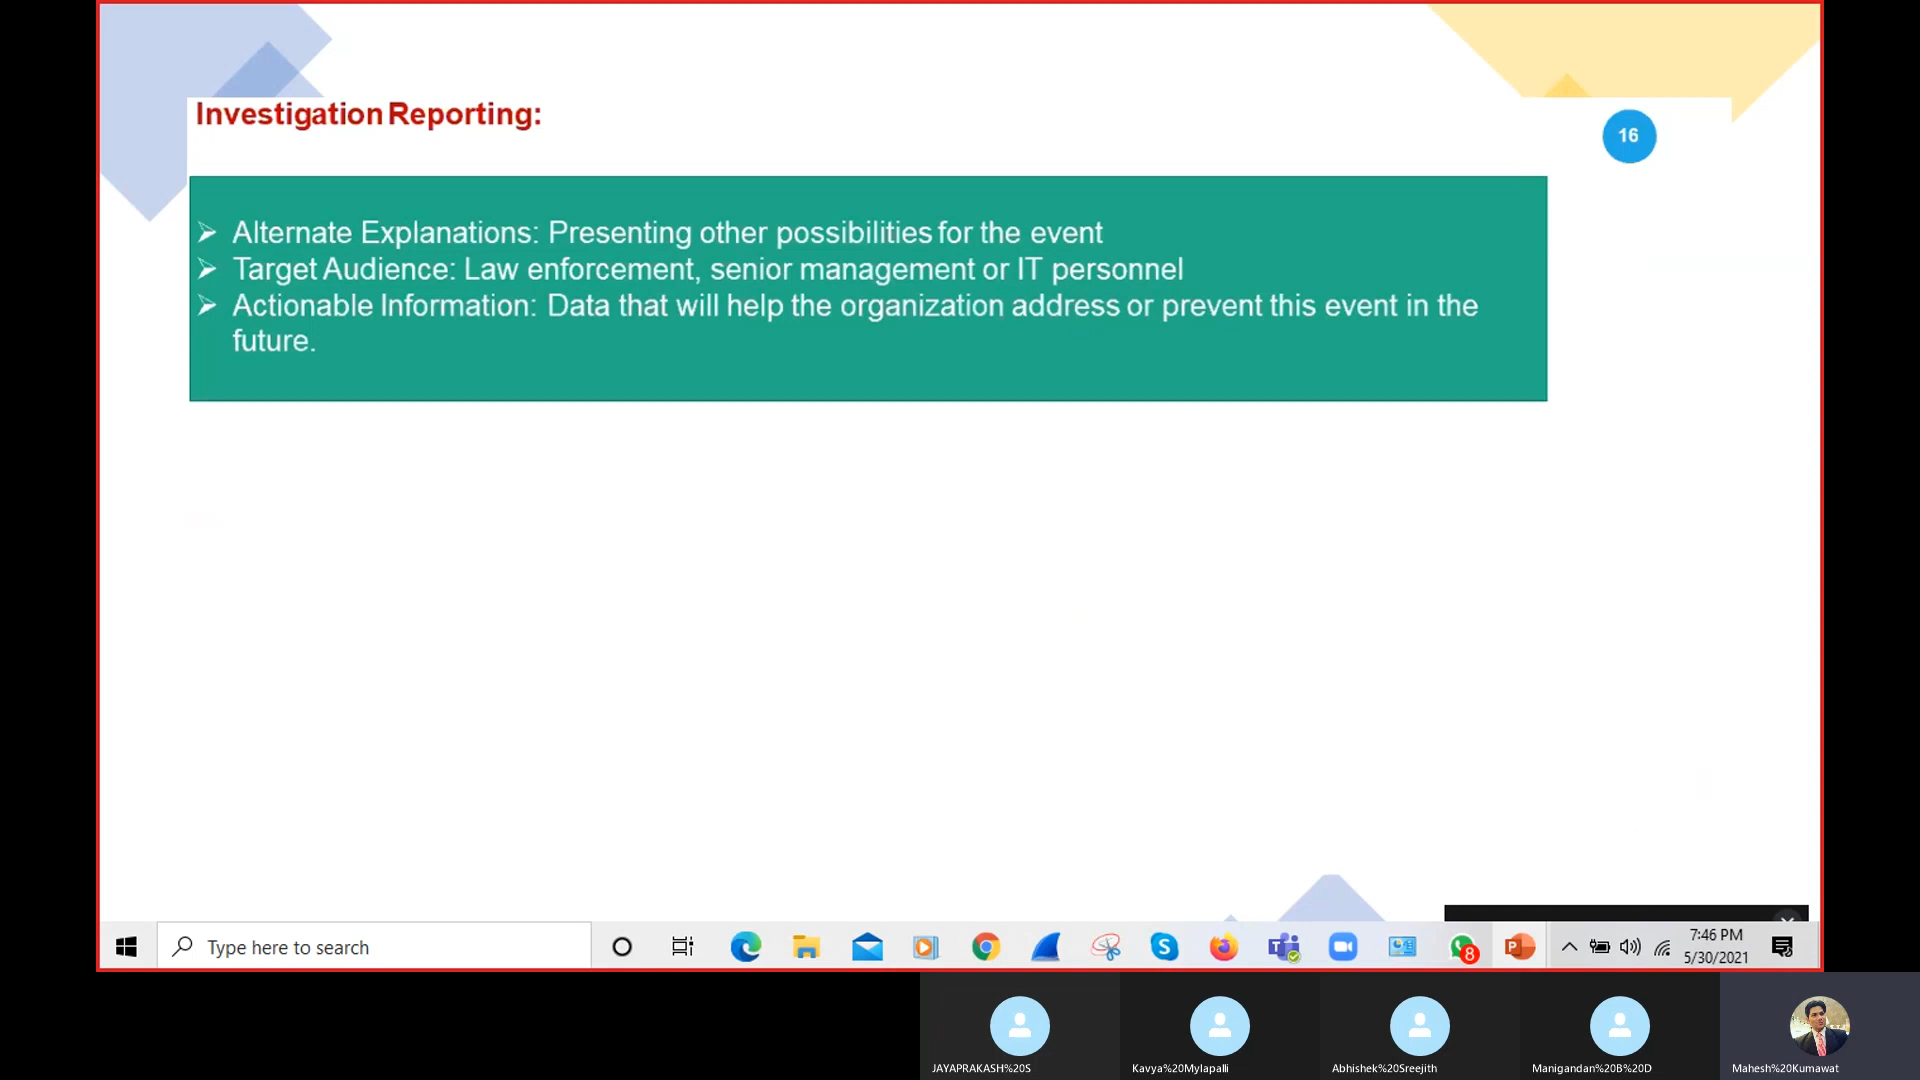 Investigation Reporting:
16
Alternate Explanations: Presenting other possibilities for the event
Target Audience: Law enforcement, senior management or IT personnel
Actionable Information: Data that will help the organization address or prevent this event in the
future.
Type here to search
8
7:46 PM
5/30/2021
JAYAPRAKASH%20S
Kavya%20Mylapalli
Abhishek%20Sreejith
Manigandan%20B%20D
Mahesh%20Kumawat